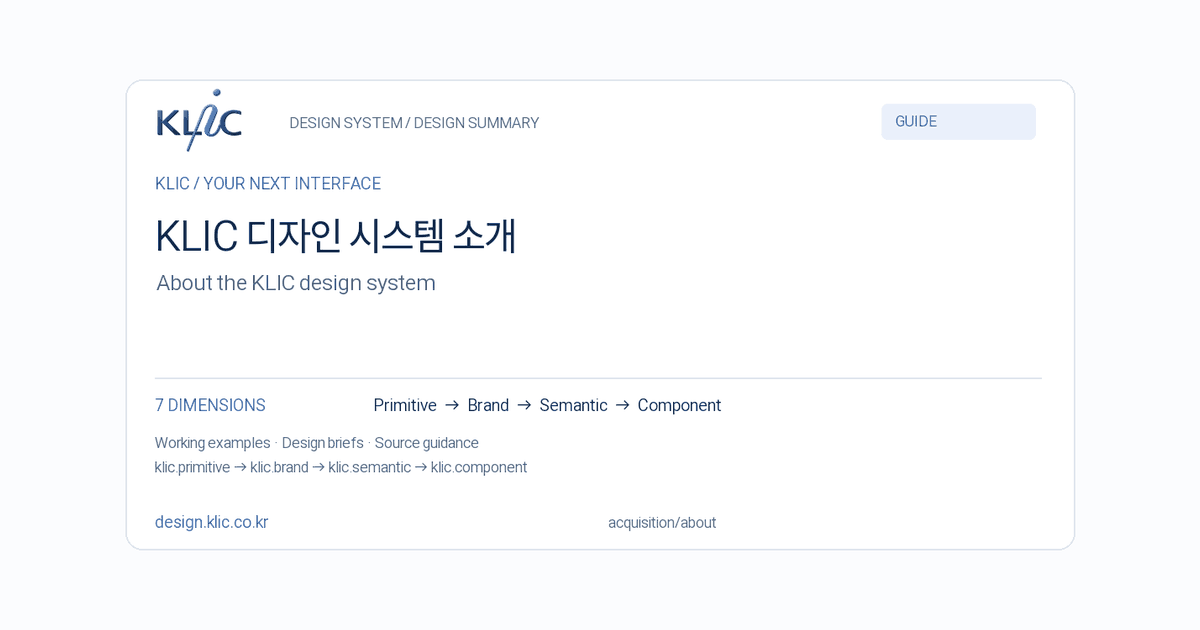 KLiC
DESIGN SYSTEM / DESIGN SUMMARY
GUIDE
KLIC / YOUR NEXT INTERFACE
KLIC 디자인 시스템 소개
About the KLIC design system
7 DIMENSIONS
Primitive → Brand → Semantic → Component
Working examples · Design briefs · Source guidance
klic.primitive → klic.brand → klic.semantic → klic.component
design.klic.co.kr
acquisition/about